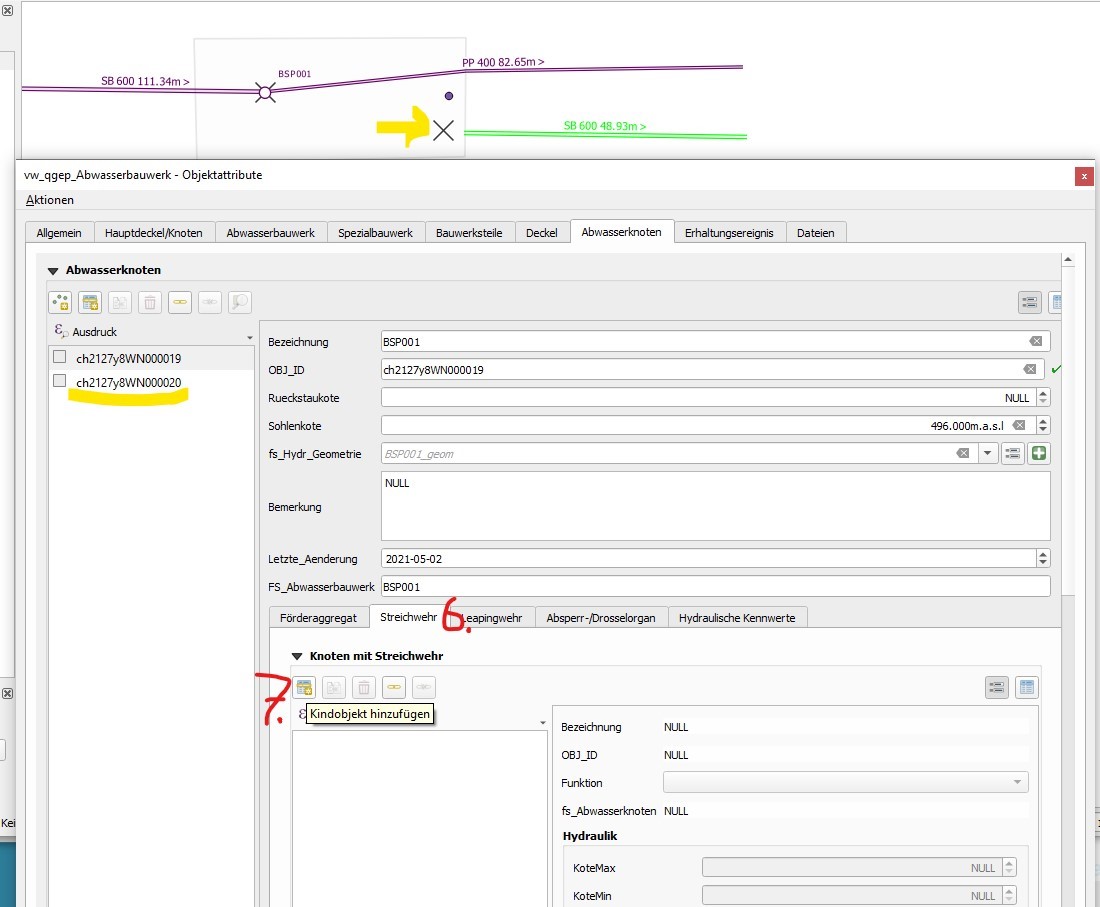 BSP001
PP 400 82.65m >
SB 600 111.34m >
SB 600 48.93m >
vw_qgep_Abwasserbauwerk - Objektattribute
x
Aktionen
Allgemein Hauptdeckel/Knoten Abwasserbauwerk Spezialbauwerk Bauwerksteile Deckel Abwasserknoten Erhaltungsereignis Dateien
Abwasserknoten
Ausdruck
ch2127y8WN000019
ch2127y8WN000020
Bezeichnung BSP001
OBJ_ID ch2127y8WN000019
Rueckstaukote NULL
Sohlenkote 496.000m.a.s.l
fs_Hydr_Geometrie BSP001_geom
Bemerkung NULL
Letzte_Aenderung 2021-05-02
FS_Abwasserbauwerk BSP001
Förderaggregat Streichwehr 6. Leapingwehr Absperr-/Drosselorgan Hydraulische Kennwerte
Knoten mit Streichwehr
7.
Kindobjekt hinzufügen
Bezeichnung NULL
OBJ_ID NULL
Funktion
fs_Abwasserknoten NULL
Hydraulik
KoteMax NULL
KoteMin NULL
Kei